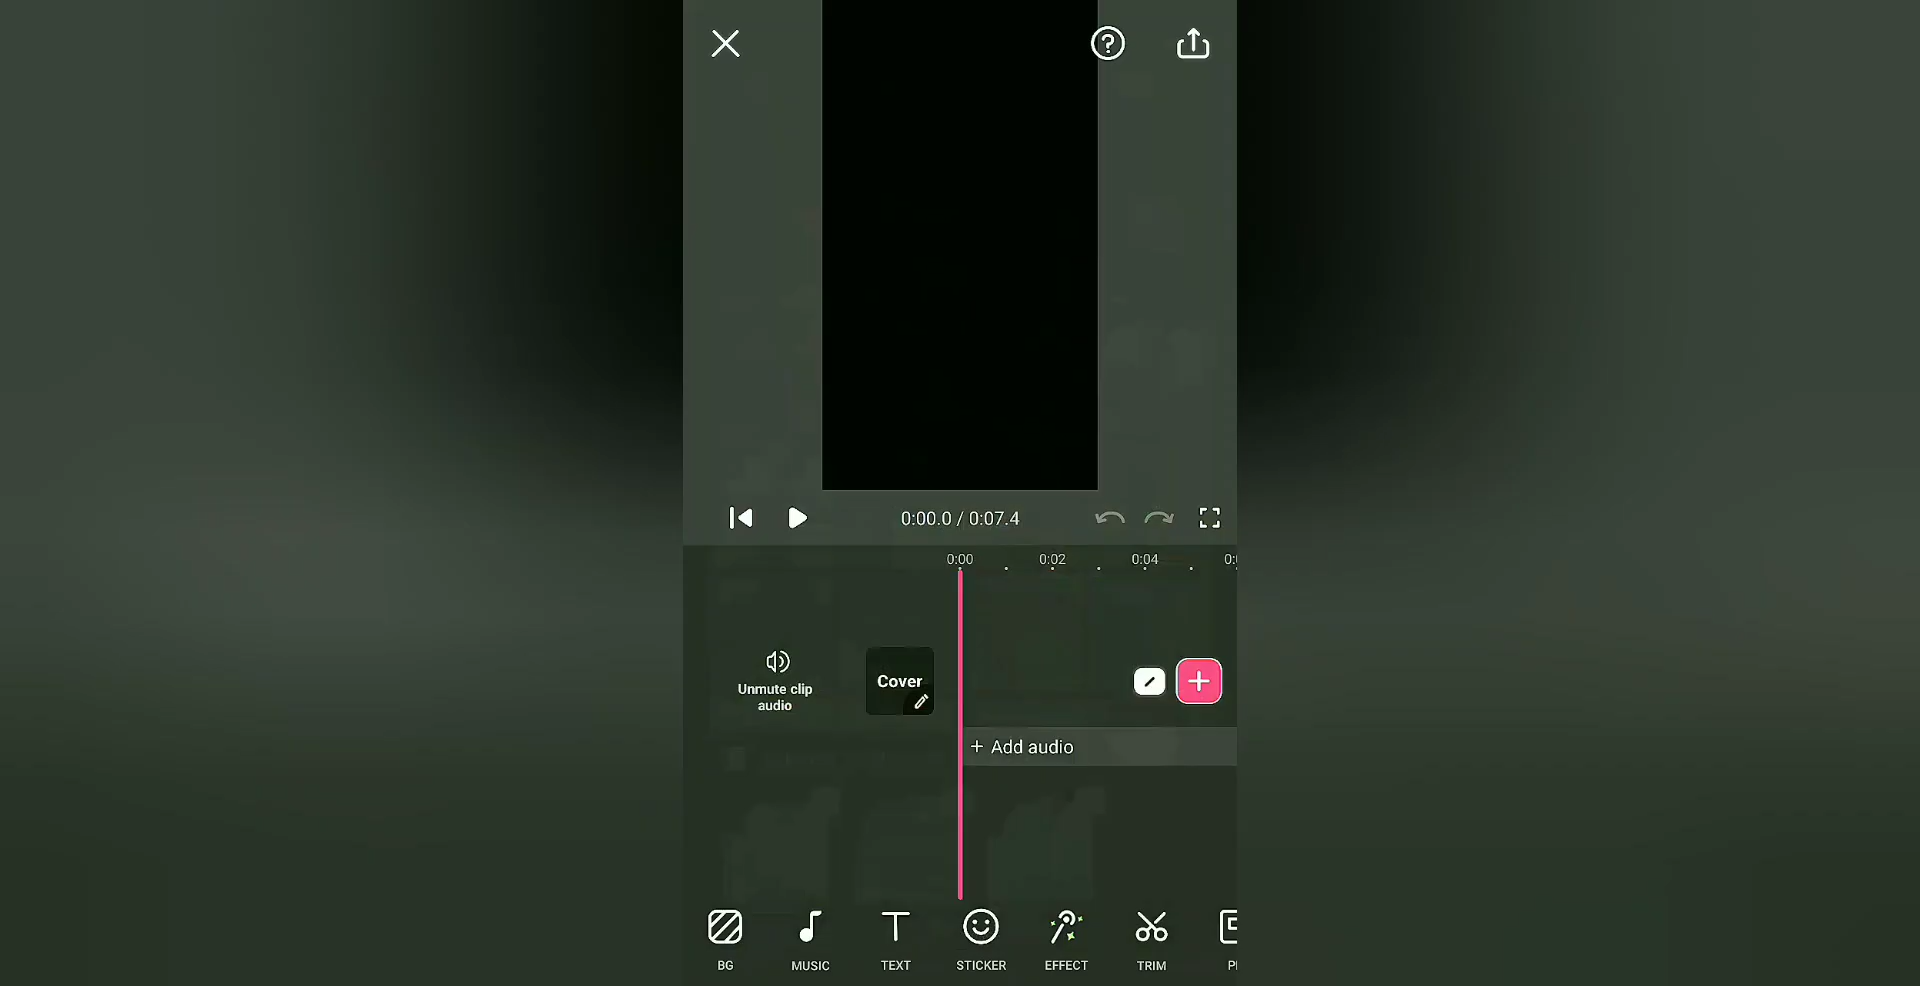 0:00.0 / 0:07.4
0:00 0:02 0:04
Unmute clip
audio
Cover
+ Add audio
BG MUSIC TEXT STICKER EFFECT TRIM